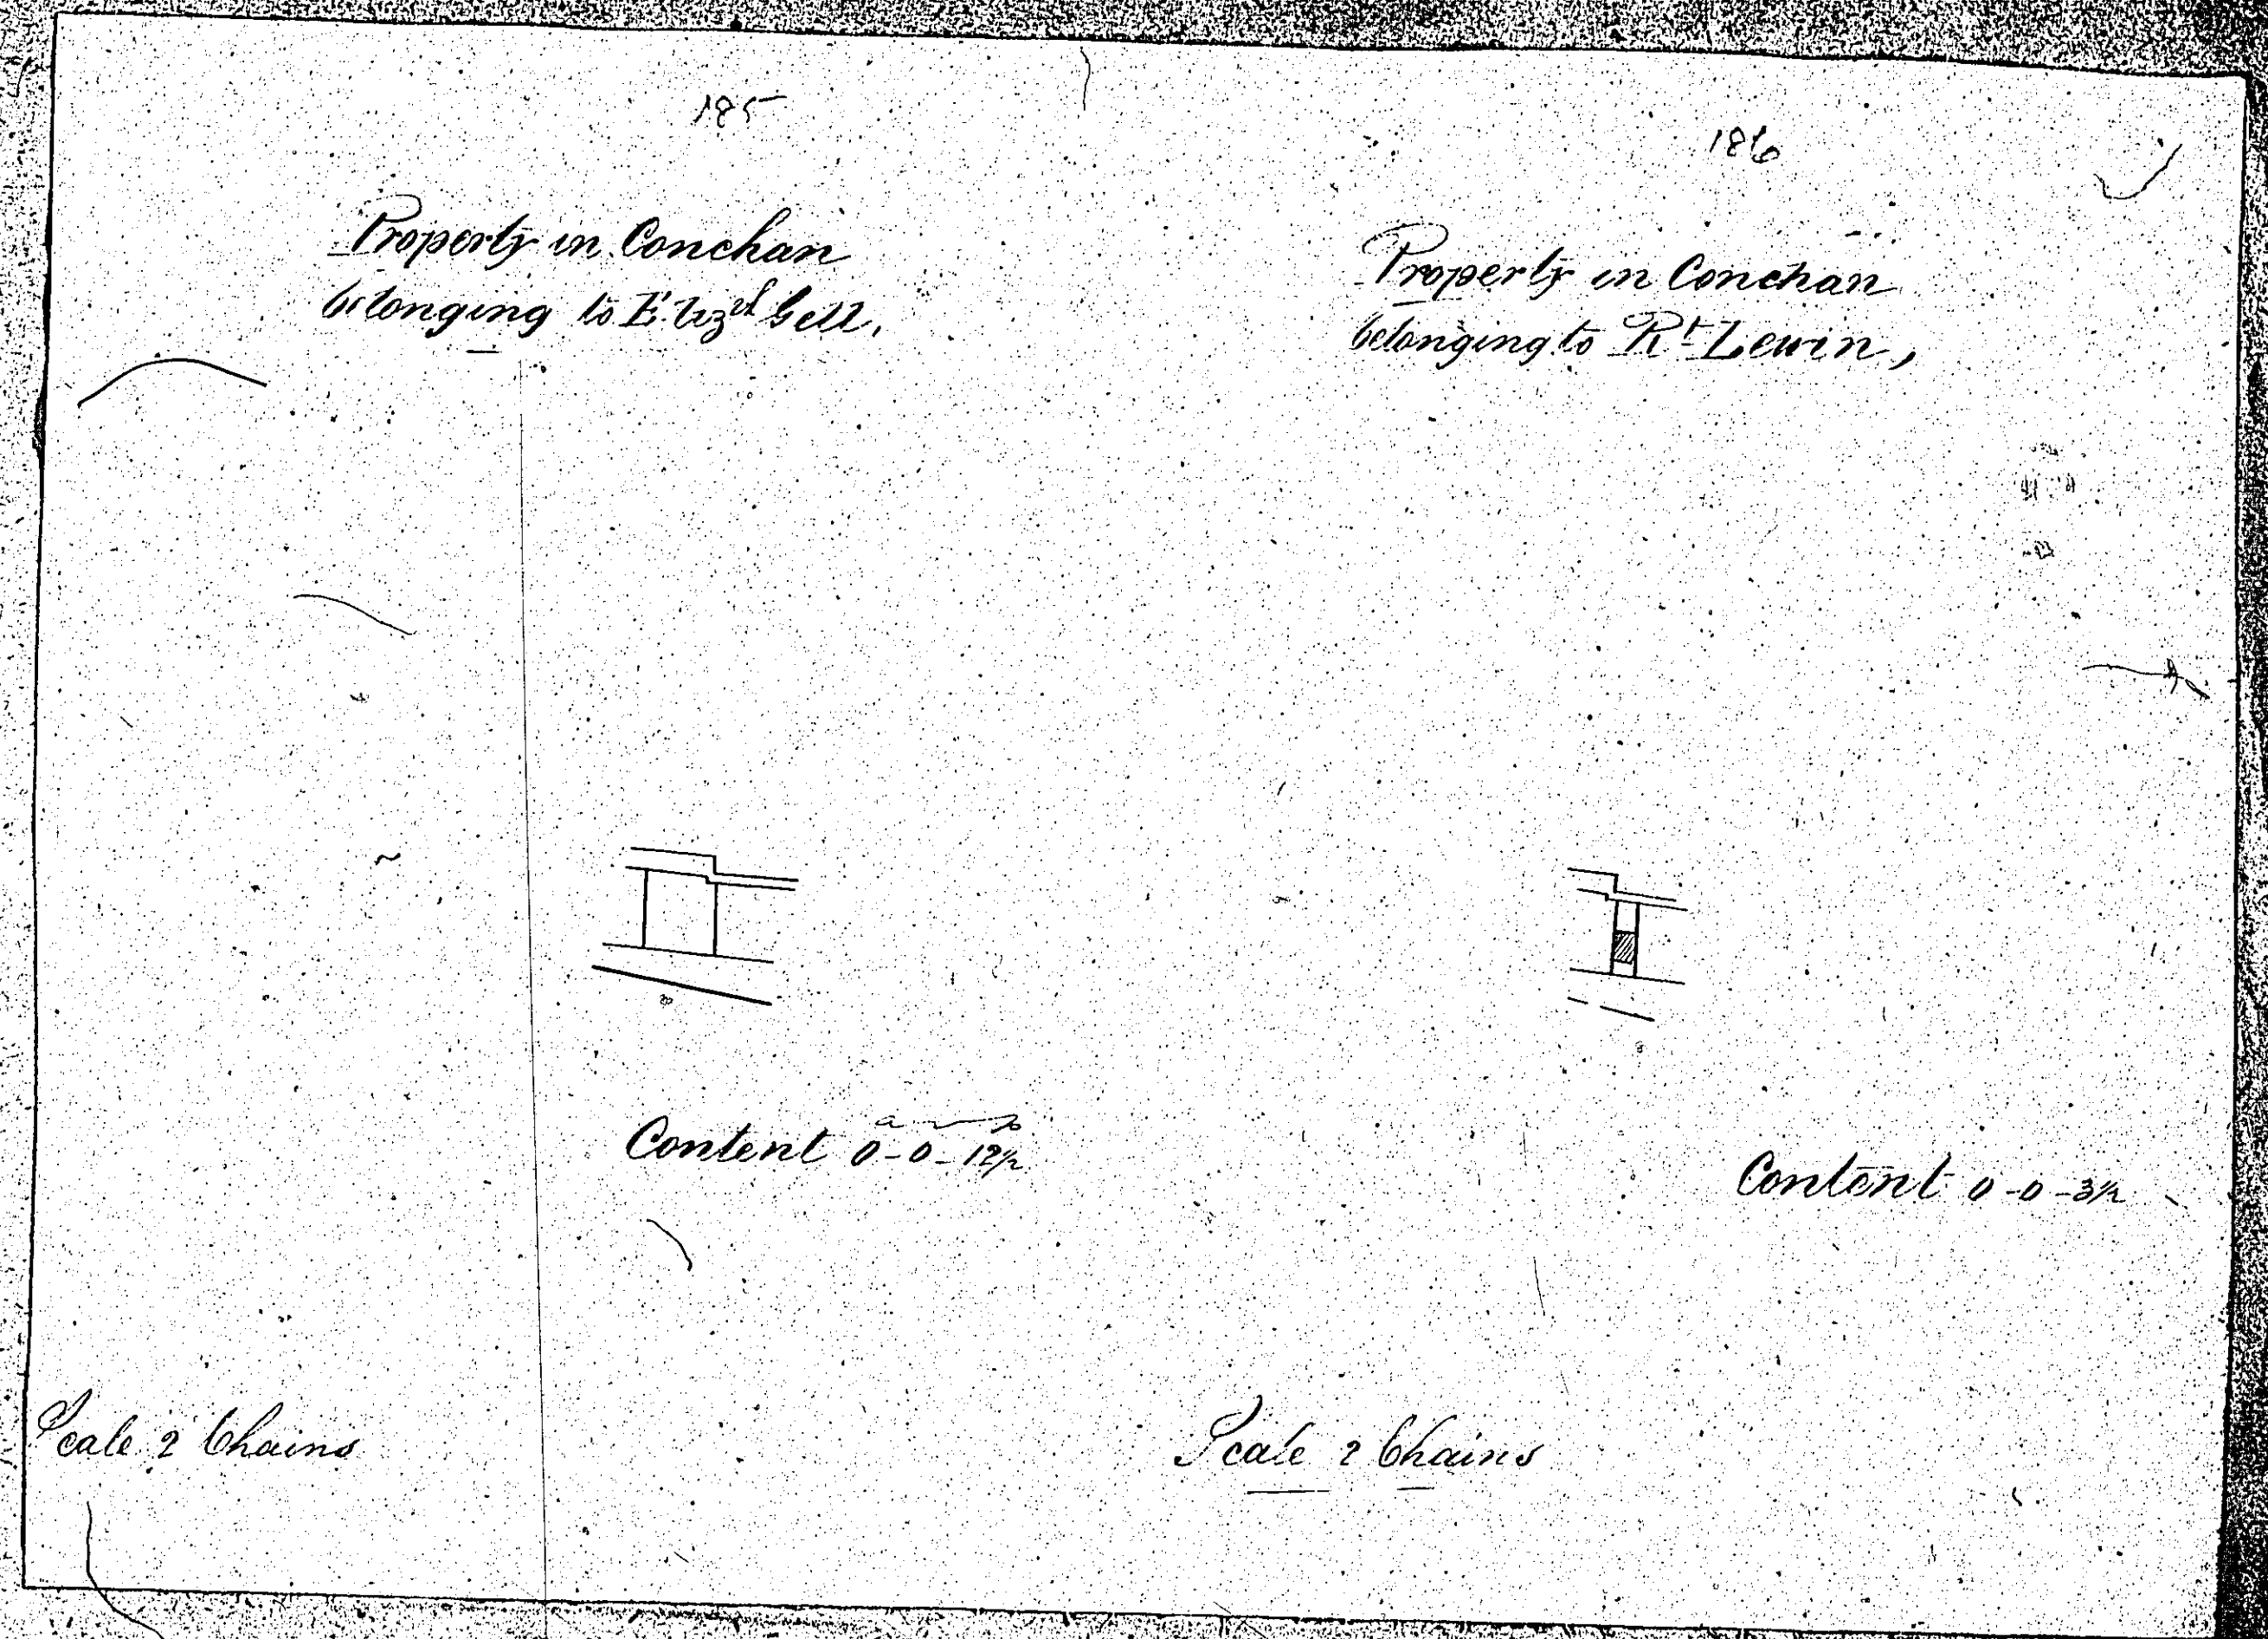 185
Property in Conchan
belonging to Elizth Gell.
a r p
Content 0-0-12½
Scale 2 Chains
186
Property in Conchan
belonging to Rt Lewin,
Content 0-0-3½
Scale 2 Chains